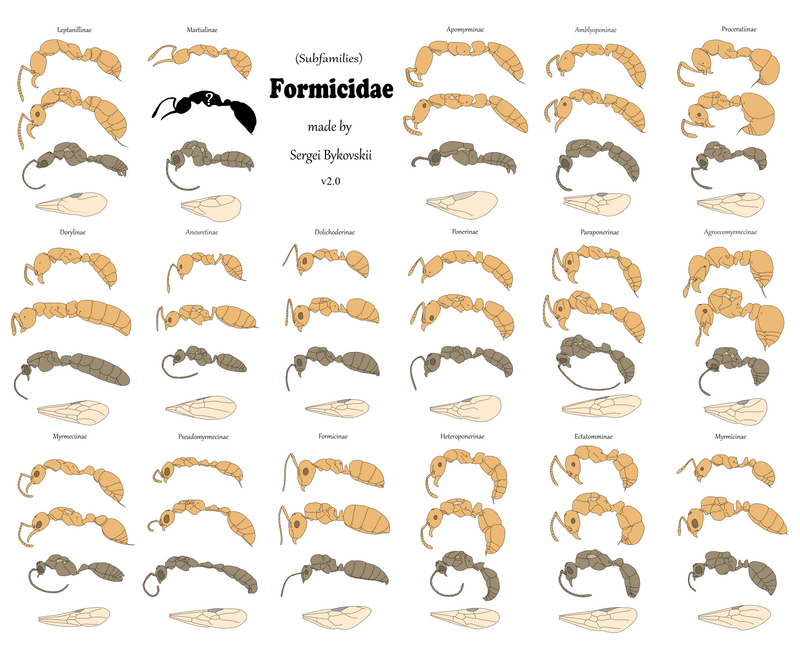 Leptanillinae
Martialinae
(Subfamilies)
Formicidae
made by
Sergei Bykovskii
v2.0
?
Apomyrminae
Amblyoponinae
Proceratiinae
Dorylinae
Aneuretinae
Dolichoderinae
Ponerinae
Paraponerinae
Agroecomyrmecinae
Myrmeciinae
Pseudomyrmecinae
Formicinae
Heteroponerinae
Ectatomminae
Myrmicinae